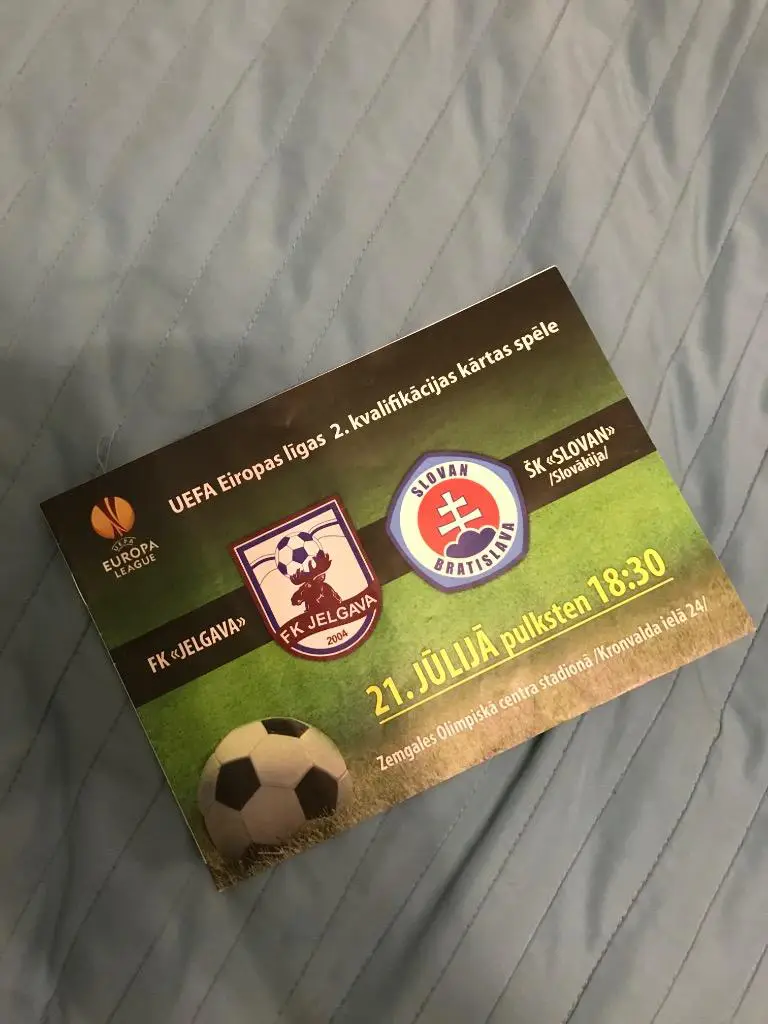 UEFA Eiropas līgas 2. kvalifikācijas kārtas spēle
UEFA
EUROPA
LEAGUE
FK «JELGAVA»
FK JELGAVA
2004
SLOVAN
BRATISLAVA
ŠK «SLOVAN»
/Slovākija/
21. JŪLIJĀ pulksten 18:30
Zemgales Olimpiskā centra stadionā /Kronvalda ielā 24/